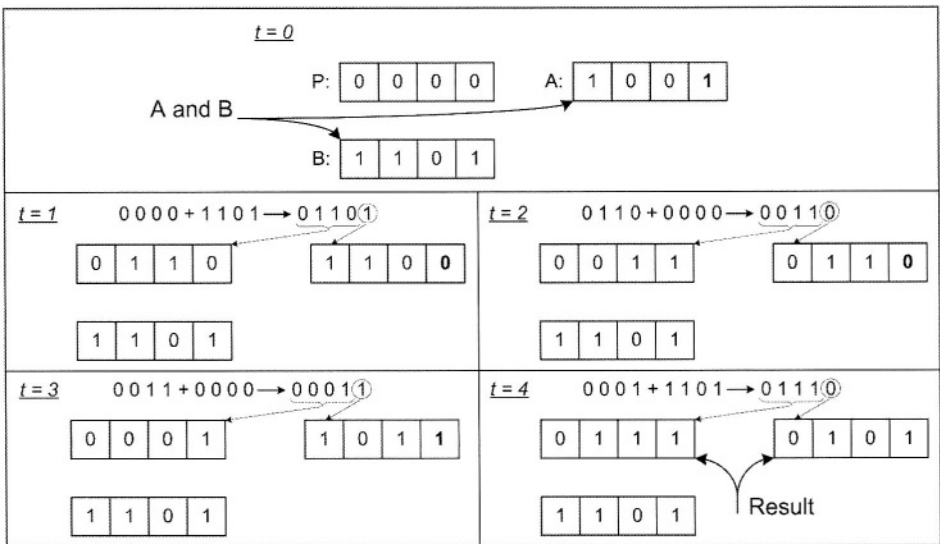 t = 0
P: 0 0 0 0 A: 1 0 0 1
A and B
B: 1 1 0 1
t = 1 0 0 0 0 + 1 1 0 1 → 0 1 1 0 1
0 1 1 0 1 1 0 0
1 1 0 1
t = 2 0 1 1 0 + 0 0 0 0 → 0 0 1 1 0
0 0 1 1 0 1 1 0
1 1 0 1
t = 3 0 0 1 1 + 0 0 0 0 → 0 0 0 1 1
0 0 0 1 1 0 1 1
1 1 0 1
t = 4 0 0 0 1 + 1 1 0 1 → 0 1 1 1 0
0 1 1 1 0 1 0 1
Result
1 1 0 1